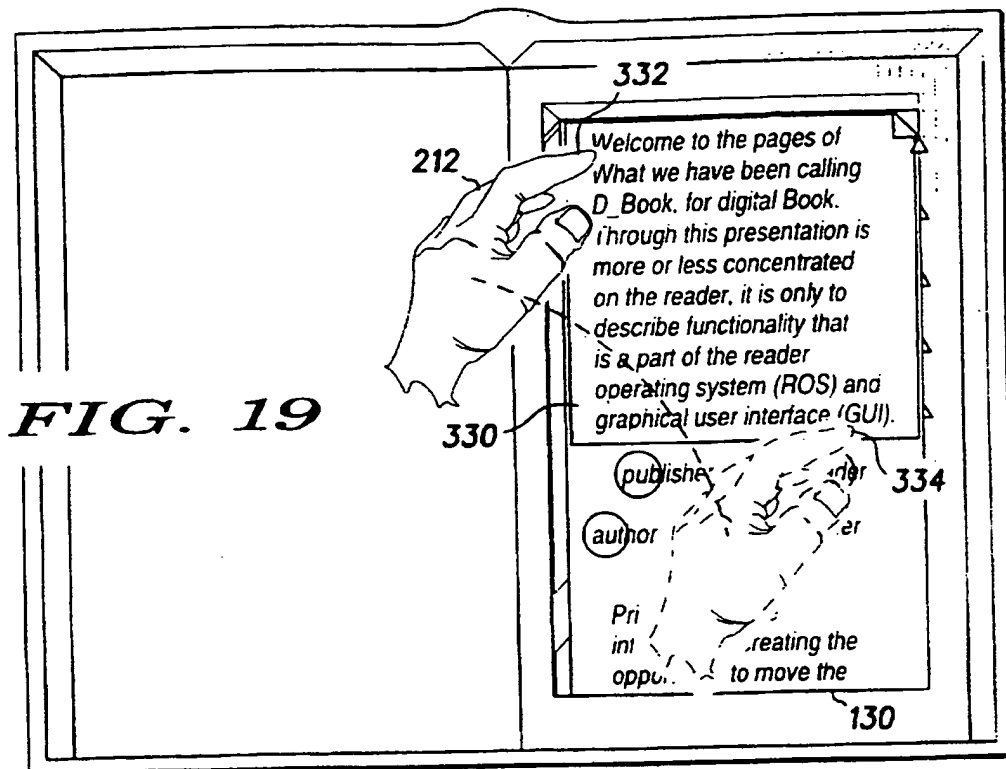 332
212
Welcome to the pages of
What we have been calling
D_Book, for digital Book.
Through this presentation is
more or less concentrated
on the reader, it is only to
describe functionality that
is a part of the reader
operating system (ROS) and
graphical user interface (GUI).
FIG. 19
330
334
publisher
author
int reating the
to move the
130